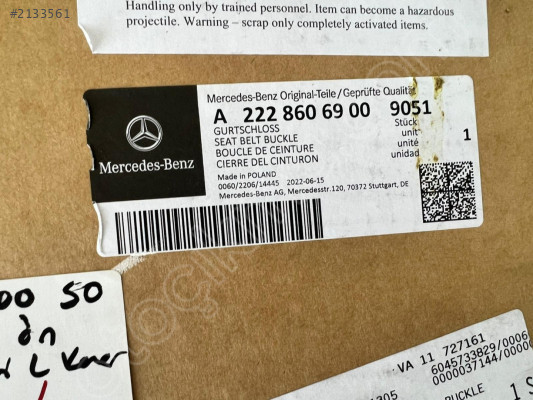 #2133561
Handling only by trained personnel. Item can become a hazardous
projectile. Warning – scrap only completely activated items.
Mercedes-Benz Original-Teile/Geprüfte Qualität
A 222 860 69 00 9051
GURTSCHLOSS
SEAT BELT BUCKLE
BOUCLE DE CEINTURE
CIERRE DEL CINTURON
Stück
unit
unité
unidad
1
Made in POLAND
0060/2206/14445 2022-06-15
Mercedes-Benz AG, Mercedesstr.120, 70372 Stuttgart, DE
Mercedes-Benz
50
ön
L
VA 11 727161
6045733829/0006
0000037144/0000
BUCKLE